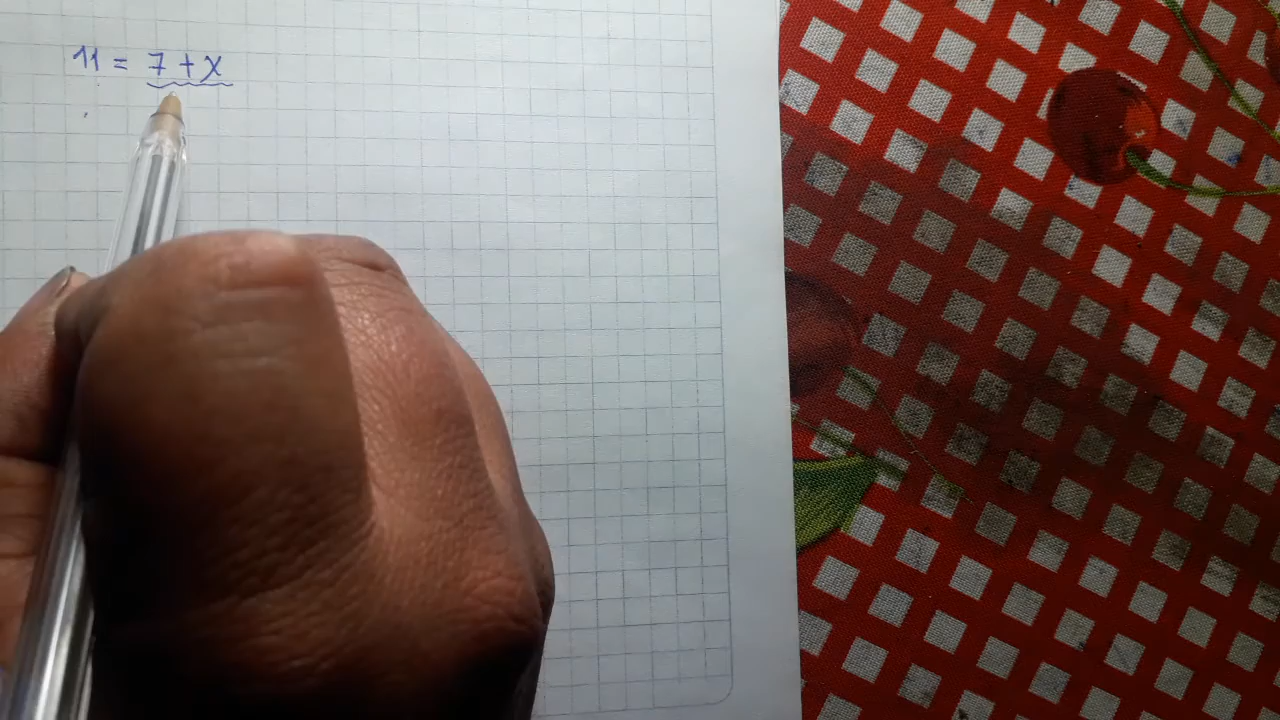 11 = 7 + x